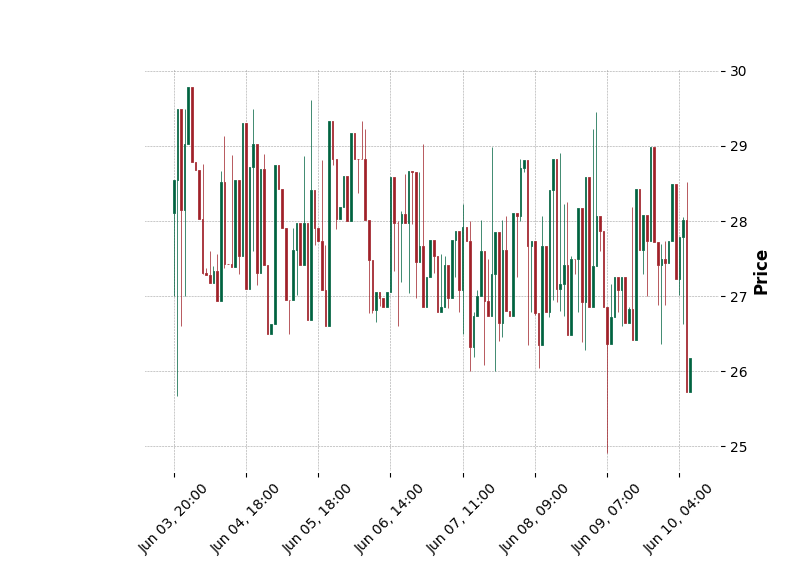 30
29
28
27
26
25
Price
Jun 03, 20:00
Jun 04, 18:00
Jun 05, 18:00
Jun 06, 14:00
Jun 07, 11:00
Jun 08, 09:00
Jun 09, 07:00
Jun 10, 04:00